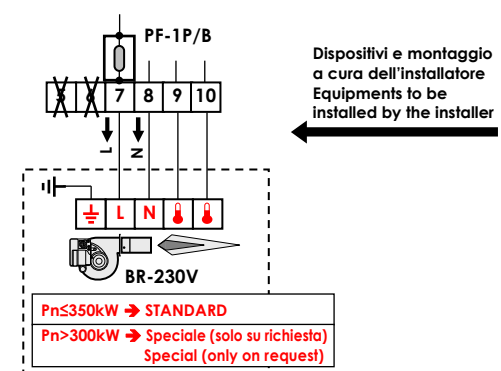 PF-1P/B
Dispositivi e montaggio
a cura dell'installatore
Equipments to be
installed by the installer
5 6 7 8 9 10
L N
L N
BR-230V
Pn≤350kW ➔ STANDARD
Pn>300kW ➔ Speciale (solo su richiesta)
Special (only on request)